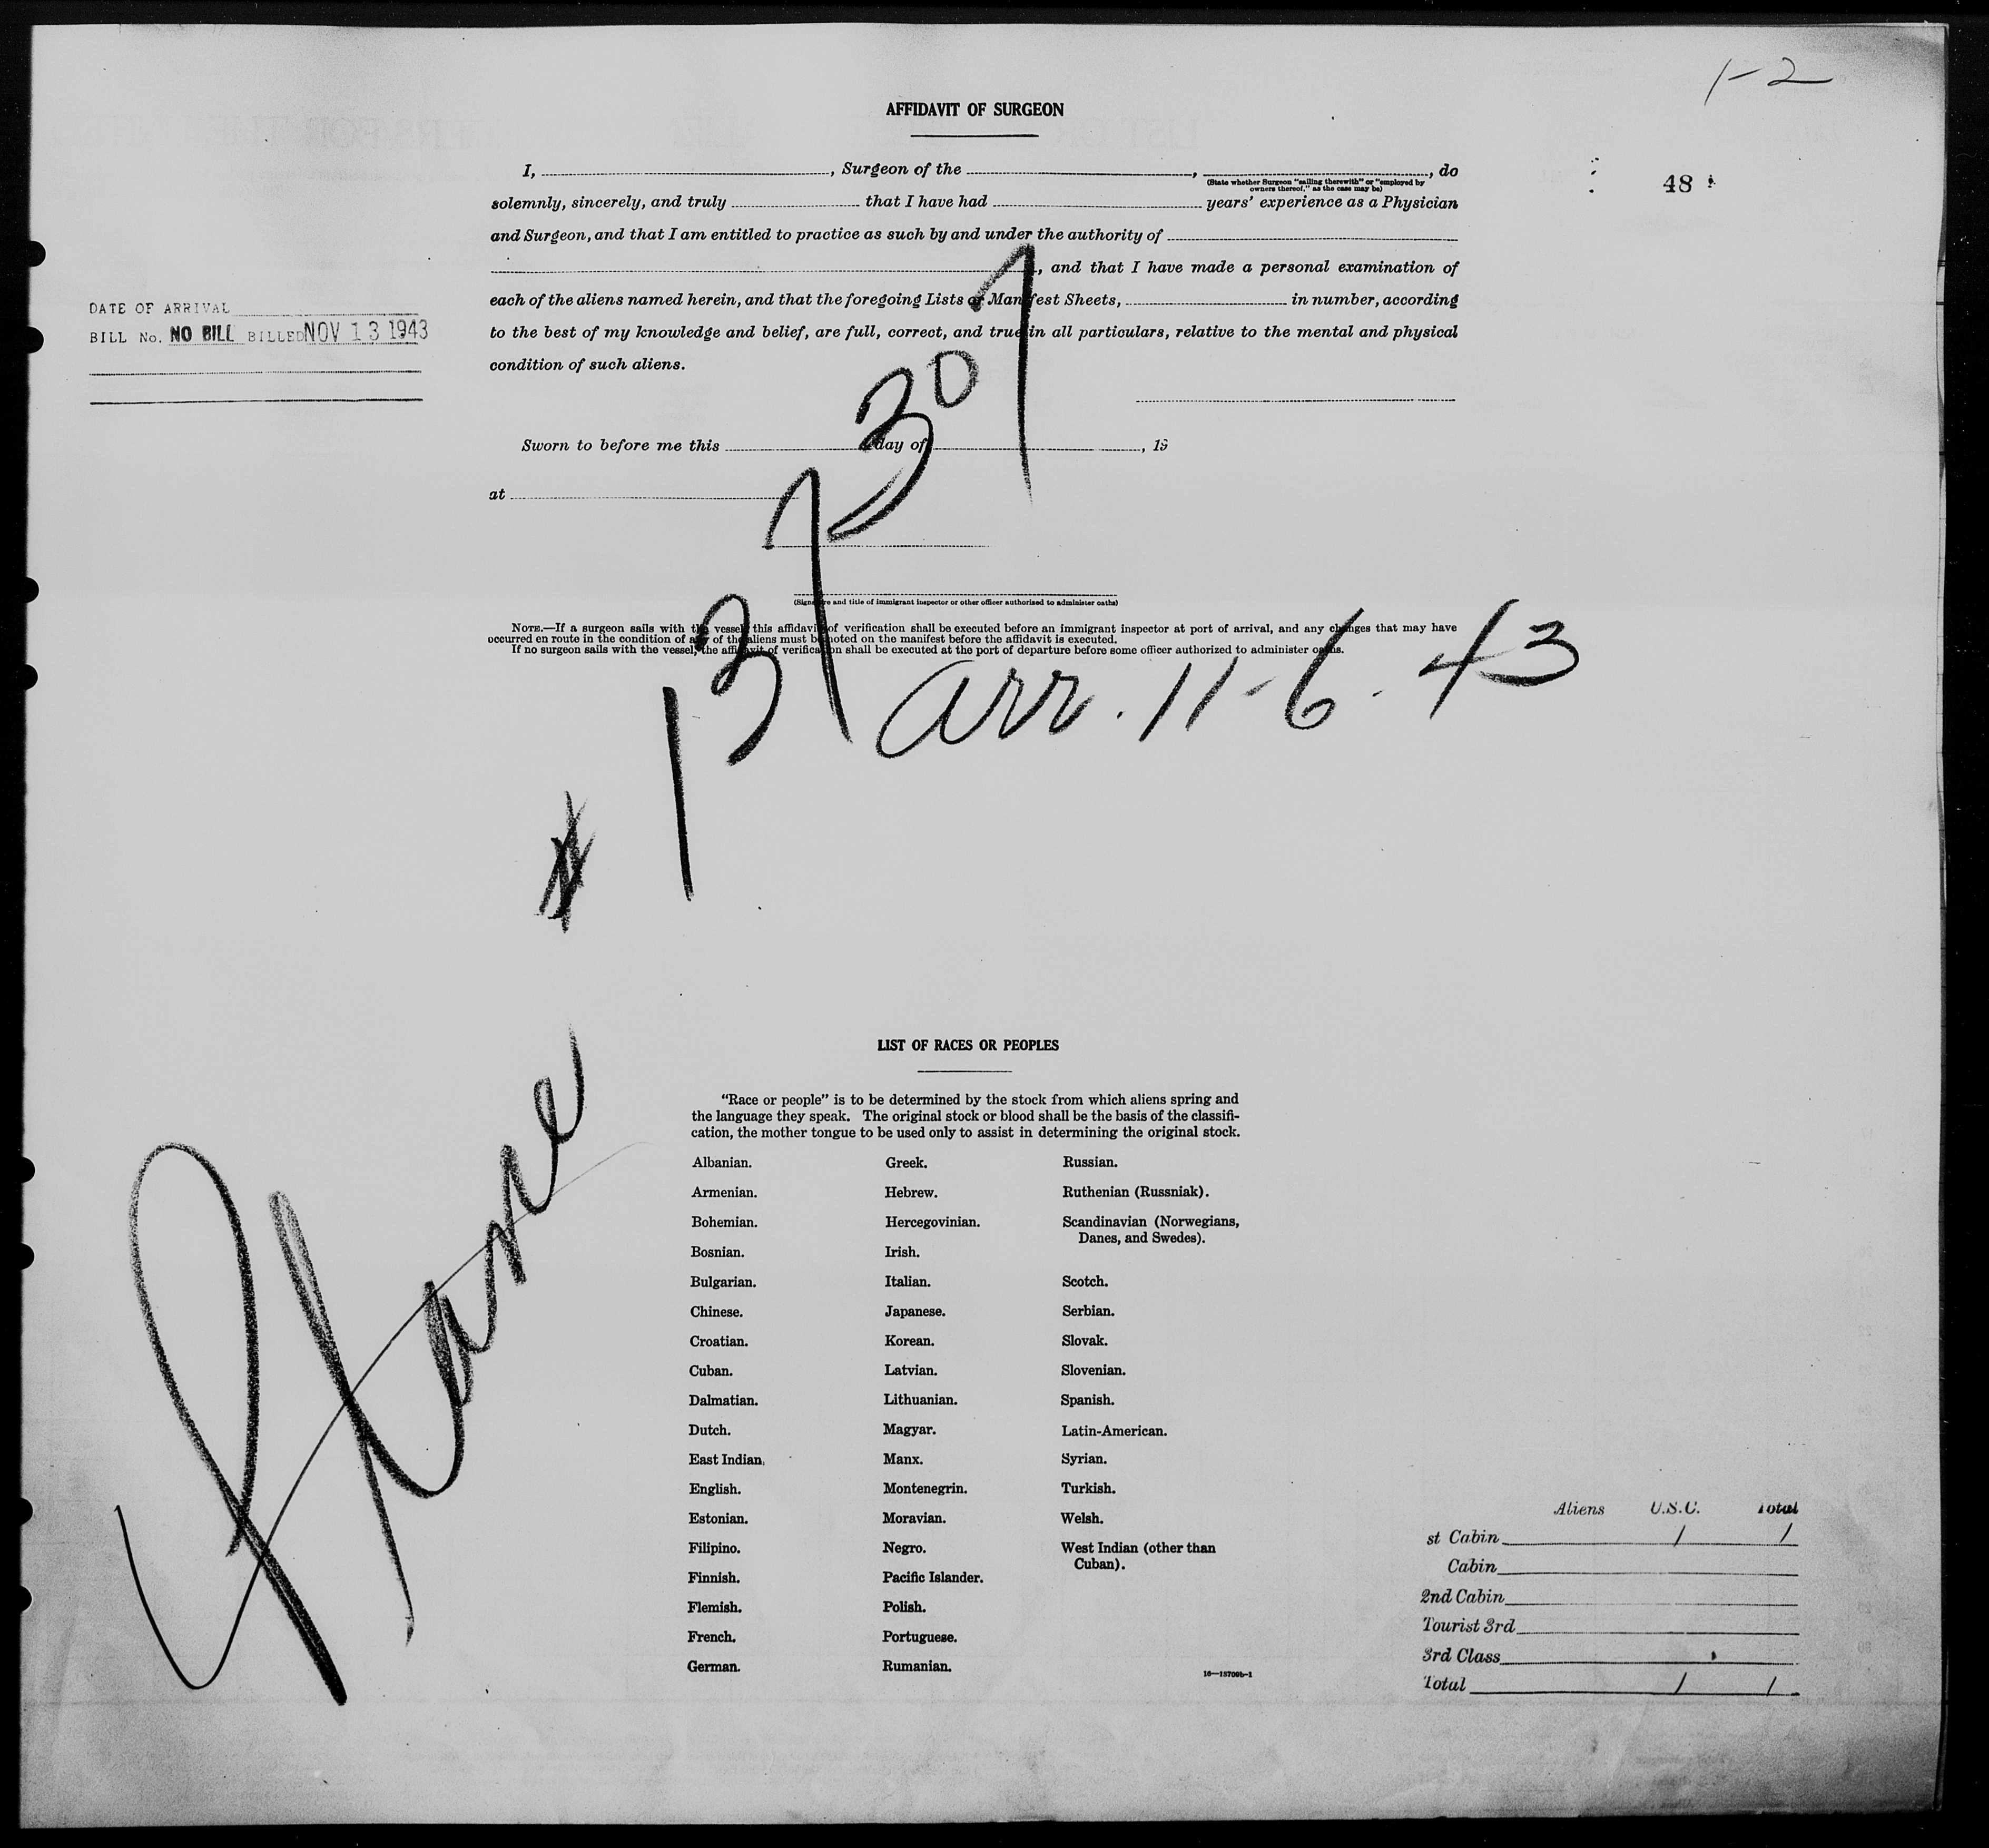 1-2
AFFIDAVIT OF SURGEON
48
I, , Surgeon of the , , do
(State whether Surgeon "sailing therewith" or "employed by
owners thereof," as the case may be)
solemnly, sincerely, and truly that I have had years' experience as a Physician
and Surgeon, and that I am entitled to practice as such by and under the authority of
, and that I have made a personal examination of
each of the aliens named herein, and that the foregoing Lists or Manifest Sheets, in number, according
to the best of my knowledge and belief, are full, correct, and true in all particulars, relative to the mental and physical
condition of such aliens.
DATE OF ARRIVAL
BILL No. NO BILL BILLED NOV 13 1943
Sworn to before me this day of , 19
at
(Signature and title of immigrant inspector or other officer authorized to administer oaths)
NOTE.—If a surgeon sails with the vessel, this affidavit of verification shall be executed before an immigrant inspector at port of arrival, and any changes that may have
occurred en route in the condition of any of the aliens must be noted on the manifest before the affidavit is executed.
If no surgeon sails with the vessel, the affidavit of verification shall be executed at the port of departure before some officer authorized to administer oaths.
Plane # 137307
arr. 11-6-43
LIST OF RACES OR PEOPLES
"Race or people" is to be determined by the stock from which aliens spring and
the language they speak. The original stock or blood shall be the basis of the classifi-
cation, the mother tongue to be used only to assist in determining the original stock.
Albanian. Greek. Russian.
Armenian. Hebrew. Ruthenian (Russniak).
Bohemian. Hercegovinian. Scandinavian (Norwegians,
Danes, and Swedes).
Bosnian. Irish.
Bulgarian. Italian. Scotch.
Chinese. Japanese. Serbian.
Croatian. Korean. Slovak.
Cuban. Latvian. Slovenian.
Dalmatian. Lithuanian. Spanish.
Dutch. Magyar. Latin-American.
East Indian. Manx. Syrian.
English. Montenegrin. Turkish.
Estonian. Moravian. Welsh.
Filipino. Negro. West Indian (other than
Cuban).
Finnish. Pacific Islander.
Flemish. Polish.
French. Portuguese.
German. Rumanian.
16—13700b-1
Aliens U.S.C. Total
st Cabin 1 1
Cabin
2nd Cabin
Tourist 3rd
3rd Class
Total 1 1